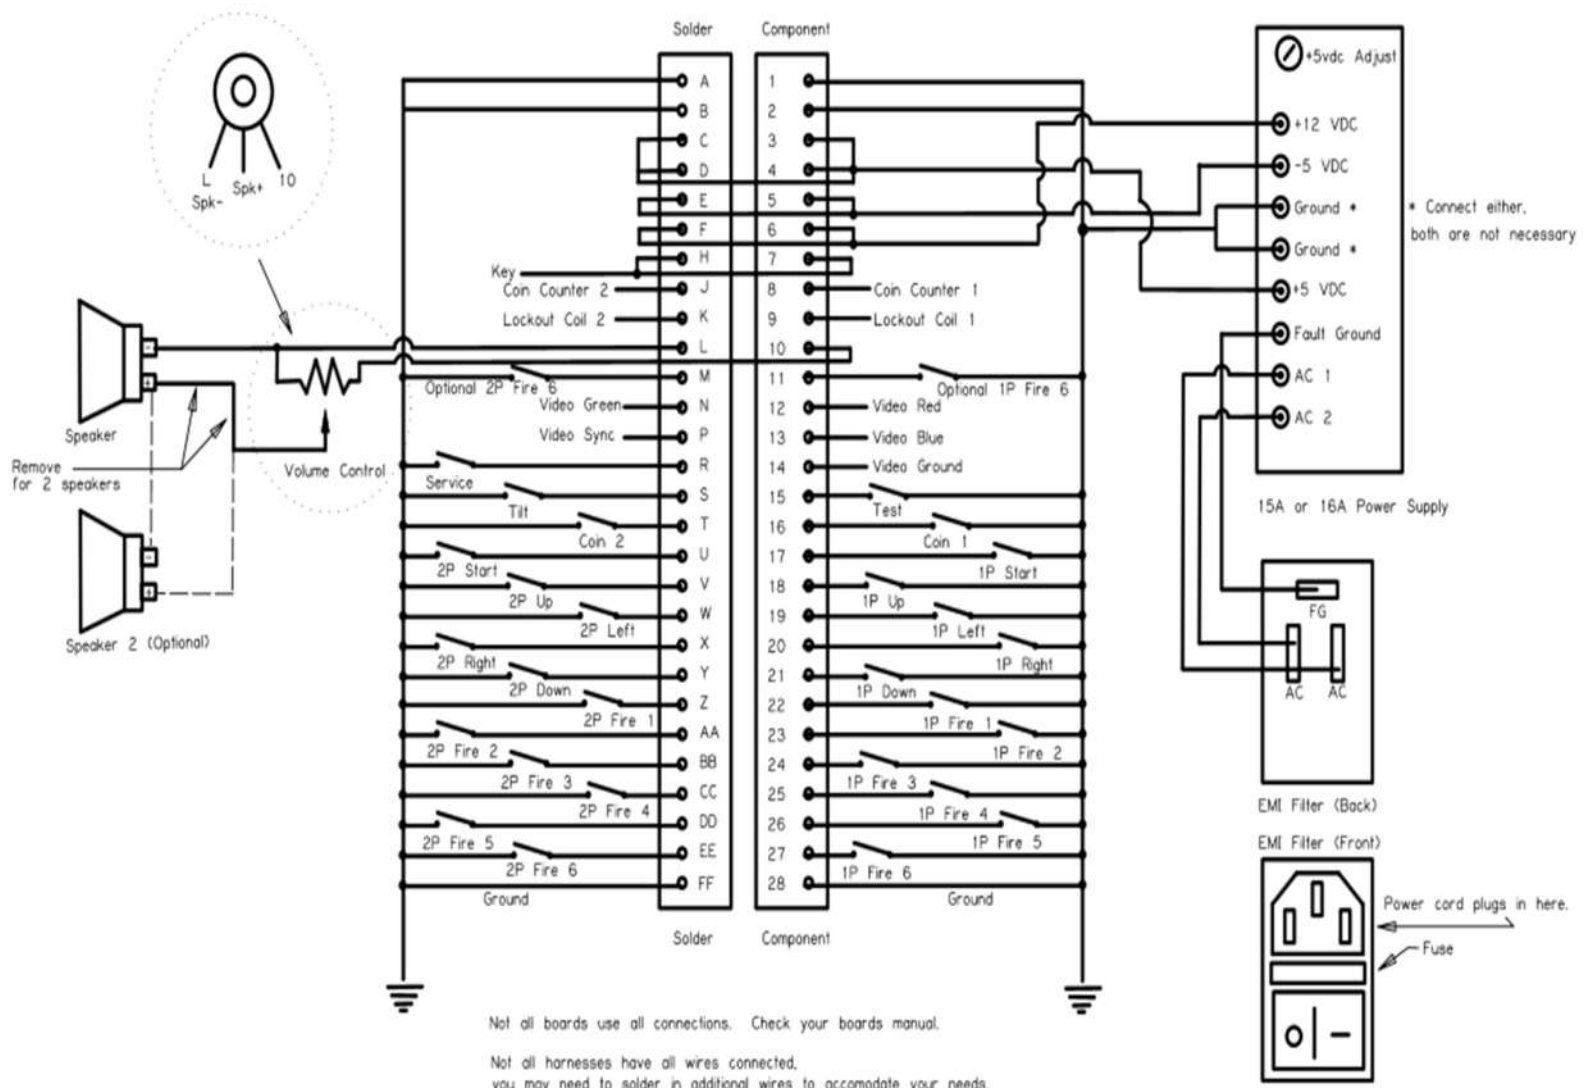 Solder Component
+5vdc Adjust
A 1
B 2
+12 VDC
C 3
-5 VDC
D 4
L 10
Spk+
Spk-
E 5
Ground *
* Connect either,
both are not necessary
F 6
Ground *
H 7
Key
+5 VDC
Coin Counter 2 J 8 Coin Counter 1
Lockout Coil 2 K 9 Lockout Coil 1
Fault Ground
- L 10
AC 1
+ Optional 2P Fire 6 M 11 Optional 1P Fire 6
Video Green N 12 Video Red
AC 2
Speaker Video Sync P 13 Video Blue
Remove
for 2 speakers
Volume Control
Service R 14 Video Ground
Tilt S 15 Test
15A or 16A Power Supply
Coin 2 T 16 Coin 1
2P Start U 17 1P Start
-
+
2P Up V 18 1P Up
FG
2P Left W 19 1P Left
Speaker 2 (Optional)
2P Right X 20 1P Right
2P Down Y 21 1P Down
AC AC
2P Fire 1 Z 22 1P Fire 1
2P Fire 2 AA 23 1P Fire 2
2P Fire 3 BB 24 1P Fire 3
2P Fire 4 CC 25 1P Fire 4
EMI Filter (Back)
2P Fire 5 DD 26 1P Fire 5
EMI Filter (Front)
2P Fire 6 EE 27 1P Fire 6
Ground FF 28 Ground
Power cord plugs in here.
Solder Component
Fuse
Not all boards use all connections. Check your boards manual.
Not all harnesses have all wires connected,
you may need to solder in additional wires to accomodate your needs.